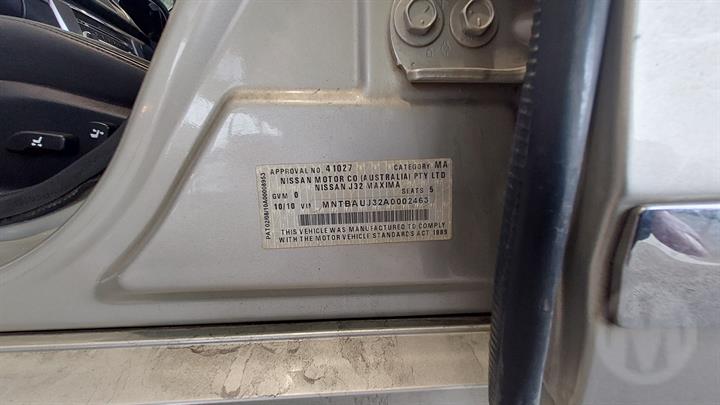 APPROVAL NO. 41027 CATEGORY MA
NISSAN MOTOR CO (AUSTRALIA) PTY LTD
NISSAN J32 MAXIMA
GVM 0 SEATS 5
10/10 VIN MNTBAUJ32A0002463
THIS VEHICLE WAS MANUFACTURED TO COMPLY
WITH THE MOTOR VEHICLE STANDARDS ACT 1989